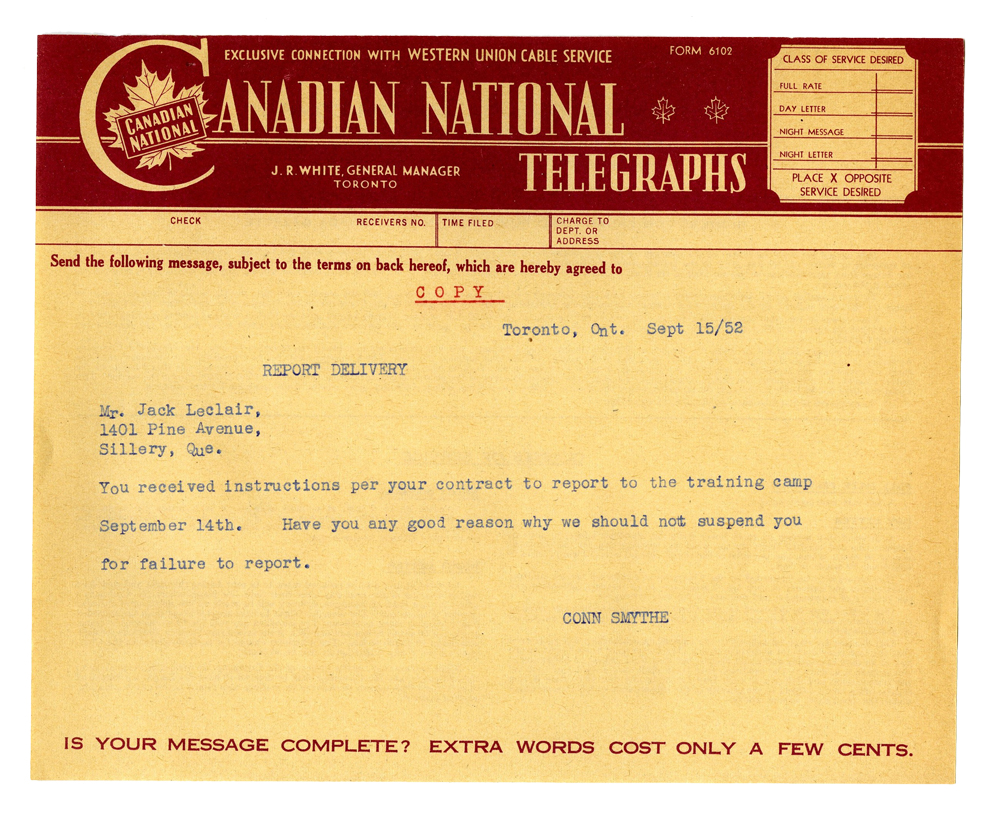 EXCLUSIVE CONNECTION WITH WESTERN UNION CABLE SERVICE
FORM 6102
CANADIAN NATIONAL
CANADIAN NATIONAL
TELEGRAPHS
J. R. WHITE, GENERAL MANAGER
TORONTO
CLASS OF SERVICE DESIRED
FULL RATE
DAY LETTER
NIGHT MESSAGE
NIGHT LETTER
PLACE X OPPOSITE
SERVICE DESIRED
CHECK
RECEIVERS NO.
TIME FILED
CHARGE TO
DEPT. OR
ADDRESS
Send the following message, subject to the terms on back hereof, which are hereby agreed to
COPY
Toronto, Ont. Sept 15/52
REPORT DELIVERY
Mr. Jack Leclair,
1401 Pine Avenue,
Sillery, Que.
You received instructions per your contract to report to the training camp
September 14th. Have you any good reason why we should not suspend you
for failure to report.
CONN SMYTHE
IS YOUR MESSAGE COMPLETE? EXTRA WORDS COST ONLY A FEW CENTS.